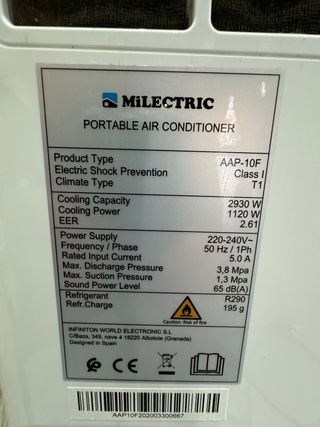 MiLECTRIC
PORTABLE AIR CONDITIONER
Product Type AAP-10F
Electric Shock Prevention Class I
Climate Type T1
Cooling Capacity 2930 W
Cooling Power 1120 W
EER 2.61
Power Supply 220-240V~
Frequency / Phase 50 Hz / 1Ph
Rated Input Current 5.0 A
Max. Discharge Pressure 3,8 Mpa
Max. Suction Pressure 1,3 Mpa
Sound Power Level 65 dB(A)
Refrigerant R290
Refr.Charge 195 g
Caution: Risk of fire
INFINITON WORLD ELECTRONIC S.L
C/Baza, 349, nave 4 18220 Albolote (Granada)
Designed in Spain
CE
AAP10F202003300667